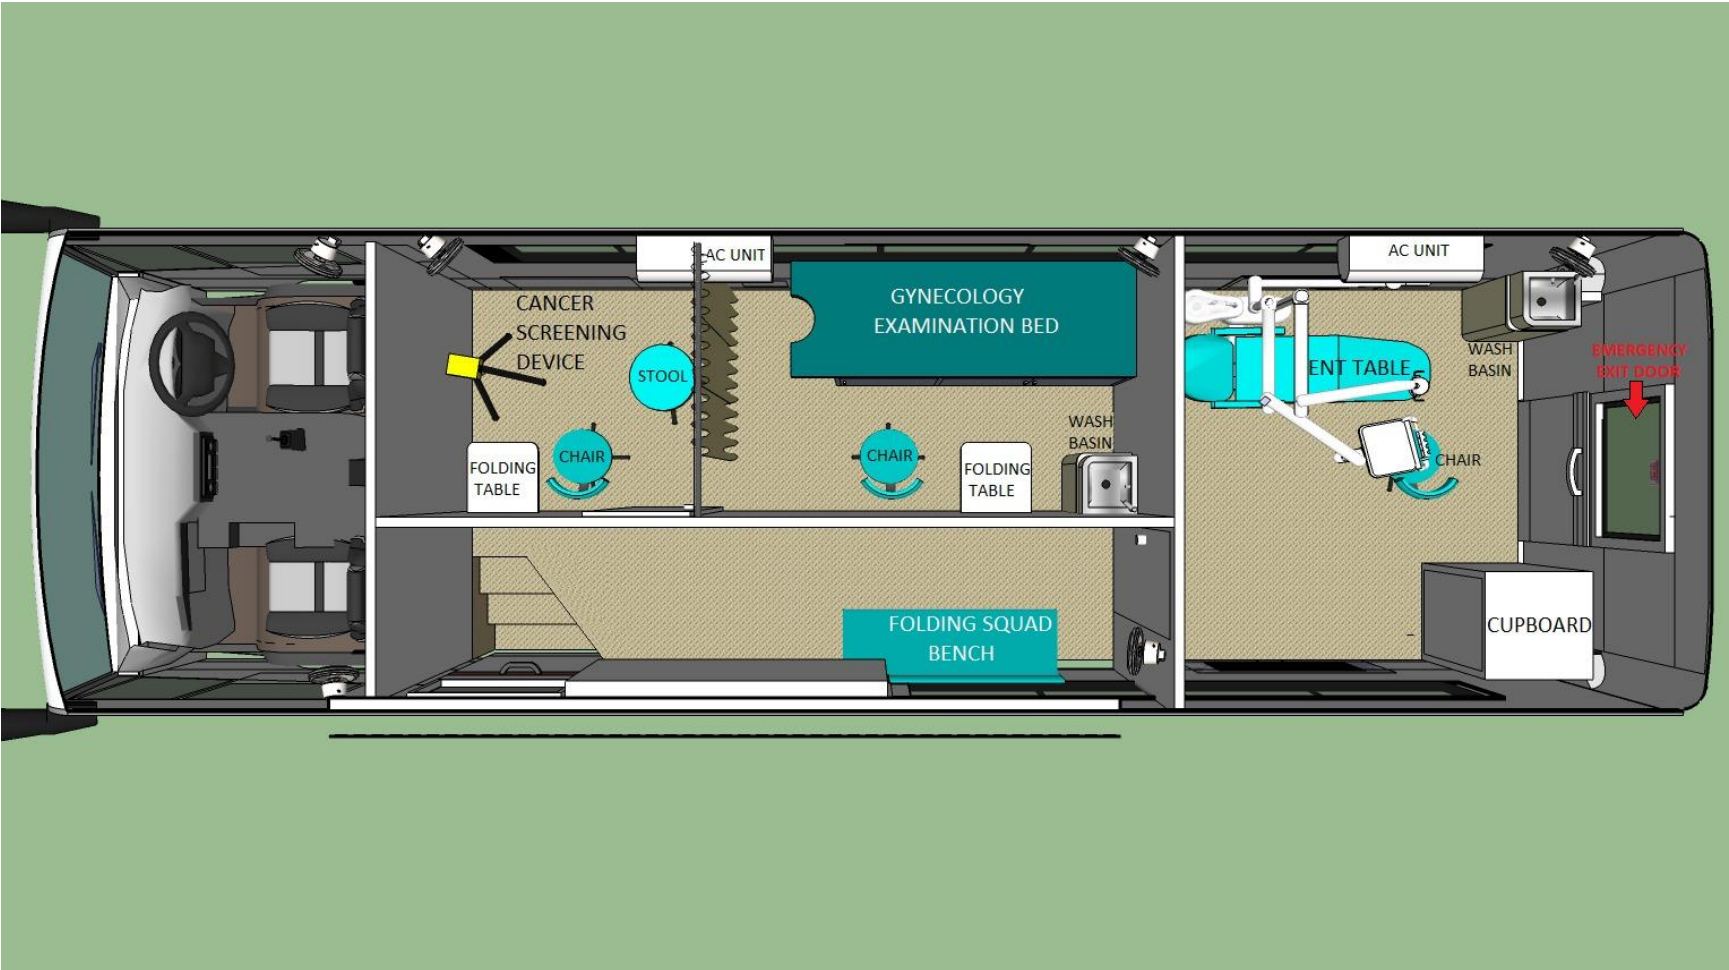 AC UNIT
AC UNIT
CANCER
SCREENING
DEVICE
GYNECOLOGY
EXAMINATION BED
STOOL
ENT TABLE
WASH
BASIN
EMERGENCY
EXIT DOOR
WASH
BASIN
FOLDING
TABLE
CHAIR
CHAIR
FOLDING
TABLE
CHAIR
FOLDING SQUAD
BENCH
CUPBOARD